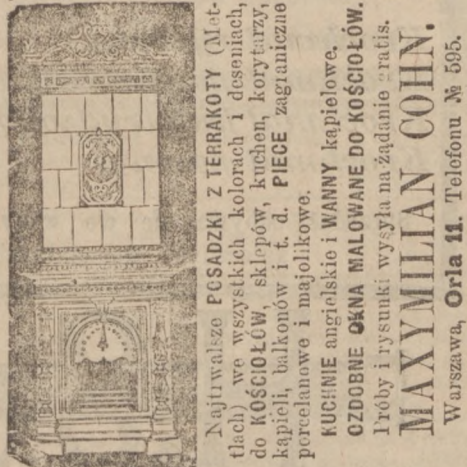 Najtrwalsze POSADZKI Z TERRAKOTY (Met-
tlach) we wszystkich kolorach i deseniach,
do KOŚCIOŁÓW, sklepów, kuchen, korytarzy,
kąpieli, balkonów i t. d. PIECE zagraniczne
porcelanowe i majolikowe.
KUCHNIE angielskie i WANNY kąpielowe.
OZDOBNE OKNA MALOWANE DO KOŚCIOŁÓW.
Próby i rysunki wysyła na żądanie gratis.
MAXYMILIAN COHN.
Warszawa, Orla 11. Telefonu № 595.